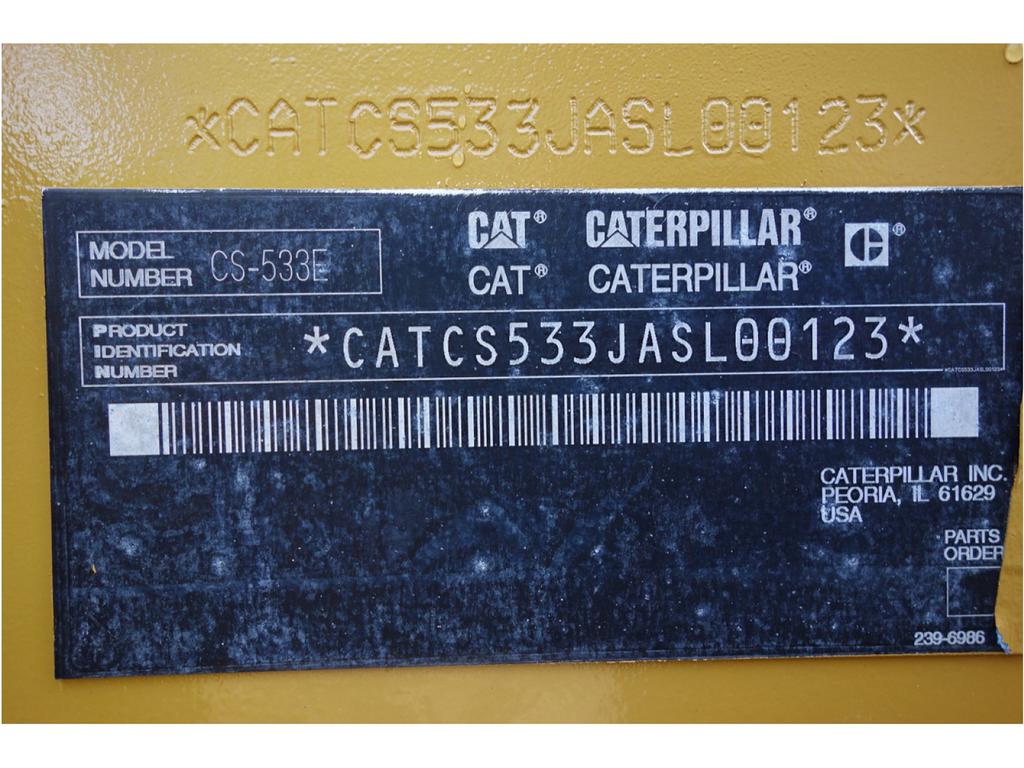 *CATCS533JASL00123*
MODEL NUMBER CS-533E
CAT® CATERPILLAR® C®
CAT® CATERPILLAR®
PRODUCT IDENTIFICATION NUMBER *CATCS533JASL00123*
*CATCS533JASL00123*
CATERPILLAR INC.
PEORIA, IL 61629
USA
PARTS
ORDER
239-6986